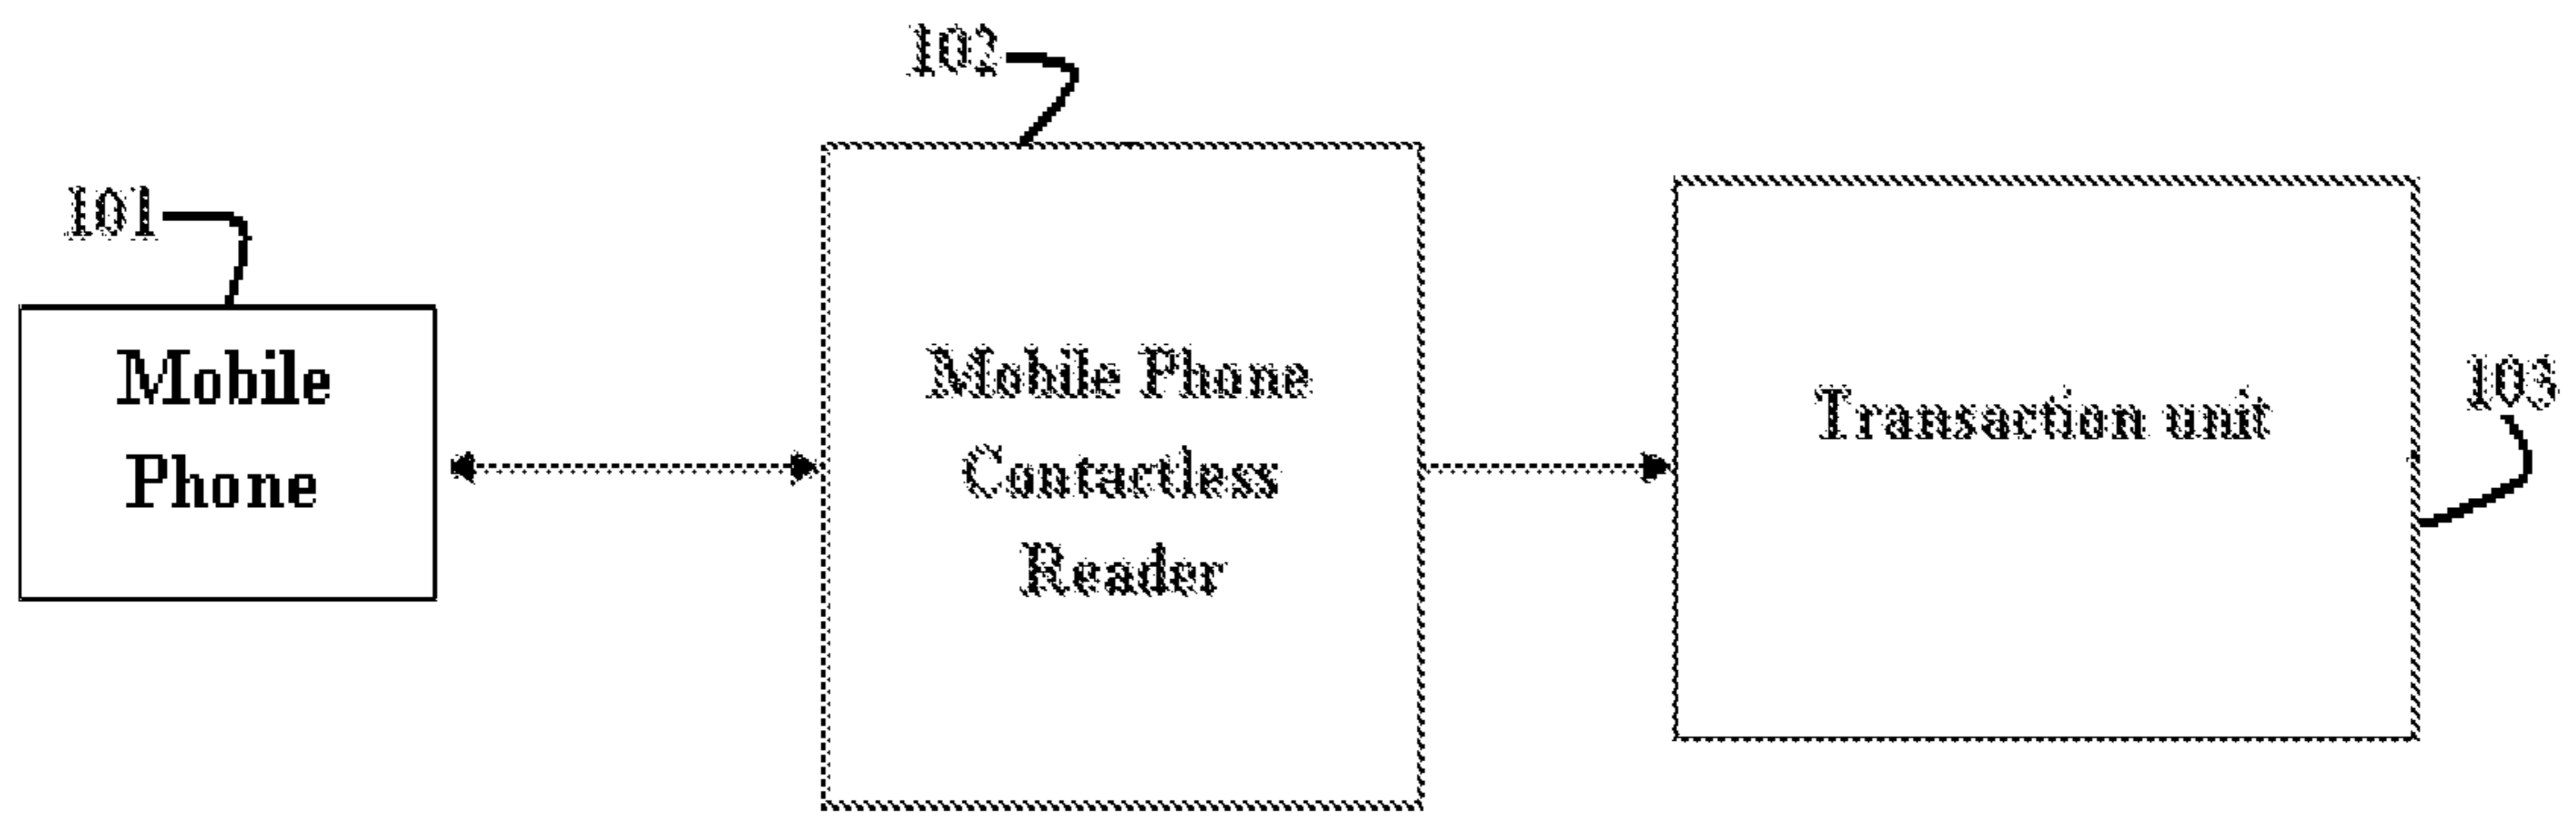 102
101
Mobile
Phone
Mobile Phone
Contactless
Reader
Transaction unit
103